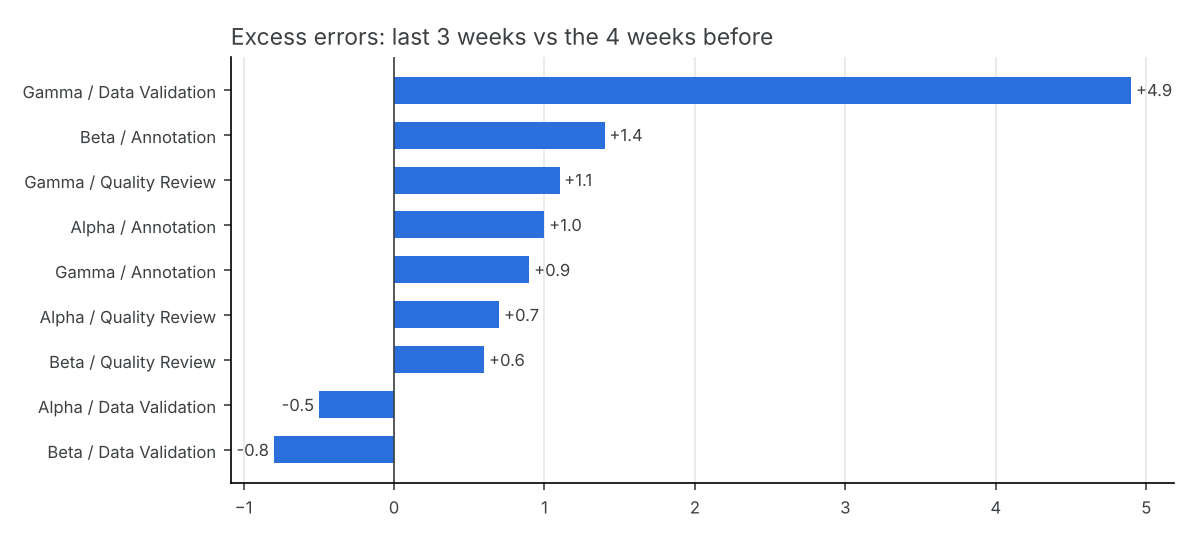 Excess errors: last 3 weeks vs the 4 weeks before
Gamma / Data Validation +4.9
Beta / Annotation +1.4
Gamma / Quality Review +1.1
Alpha / Annotation +1.0
Gamma / Annotation +0.9
Alpha / Quality Review +0.7
Beta / Quality Review +0.6
Alpha / Data Validation -0.5
Beta / Data Validation -0.8
−1 0 1 2 3 4 5